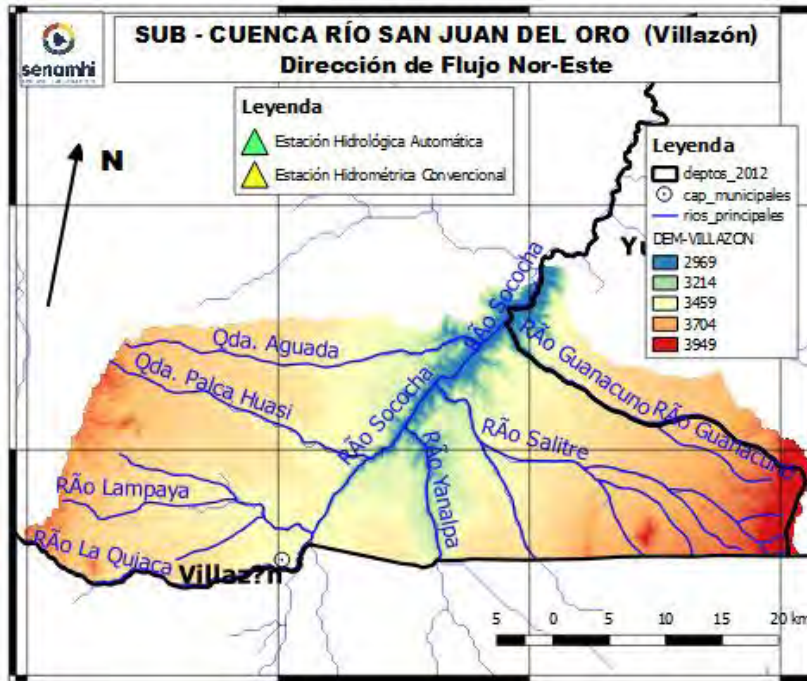 senamhi
SUB - CUENCA RÍO SAN JUAN DEL ORO (Villazón)
Dirección de Flujo Nor-Este
Leyenda
Estación Hidrológica Automática
Estación Hidrométrica Convencional
N
Leyenda
deptos_2012
cap_municipales
rios_principales
DEM-VILLAZON
2969
3214
3459
3704
3949
RÃo Sococha
Qda. Aguada
RÃo Guanacuno
Qda. Palca Huasi
RÃo Sococha
RÃo Guanacuno
RÃo Salitre
RÃo Lampaya
RÃo Yanalpa
RÃo La Quiaca
Villaz?n
5 0 5 10 15 20 km